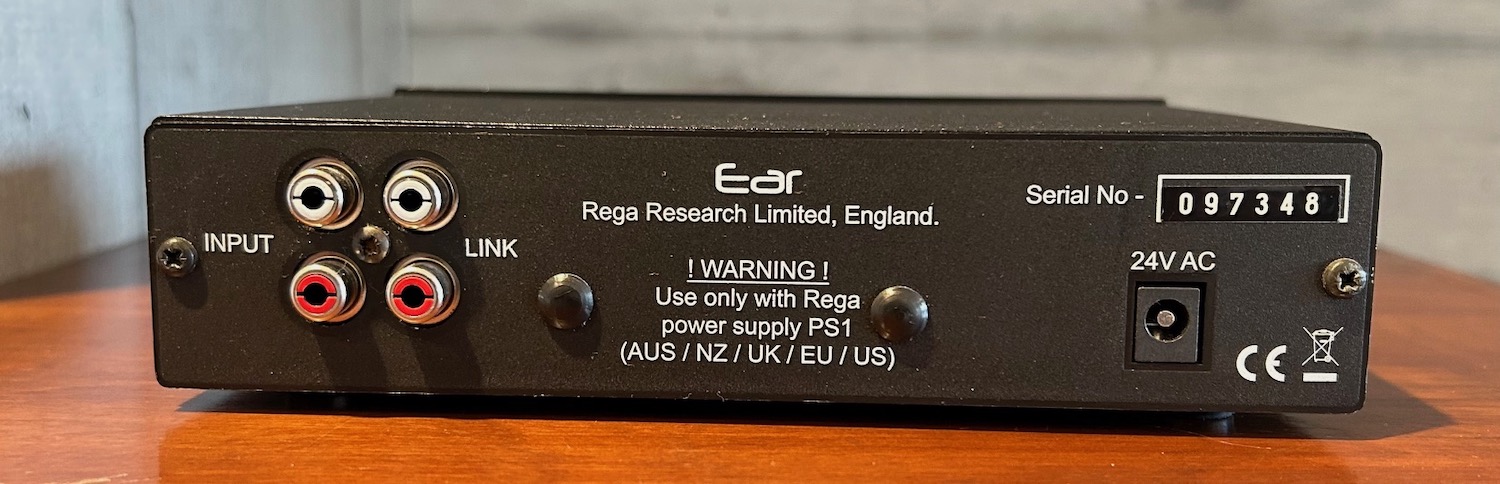 Ear
Rega Research Limited, England.
Serial No - 097348
INPUT
LINK
! WARNING !
Use only with Rega
power supply PS1
(AUS / NZ / UK / EU / US)
24V AC
CE